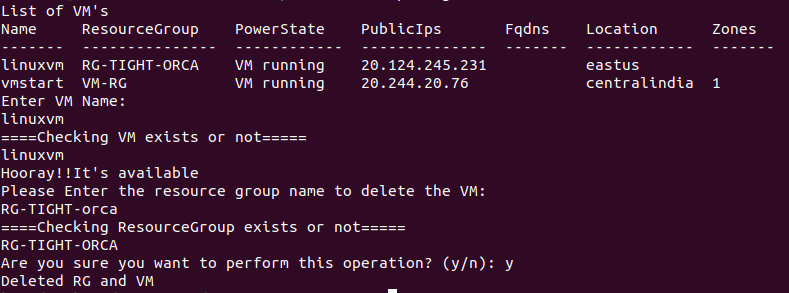 List of VM's
Name     ResourceGroup   PowerState   PublicIps       Fqdns    Location      Zones
-------  --------------  -----------  --------------  -------  ------------  -------
linuxvm  RG-TIGHT-ORCA   VM running   20.124.245.231           eastus
vmstart  VM-RG           VM running   20.244.20.76             centralindia  1
Enter VM Name:
linuxvm
====Checking VM exists or not=====
linuxvm
Hooray!!It's available
Please Enter the resource group name to delete the VM:
RG-TIGHT-orca
====Checking ResourceGroup exists or not=====
RG-TIGHT-ORCA
Are you sure you want to perform this operation? (y/n): y
Deleted RG and VM